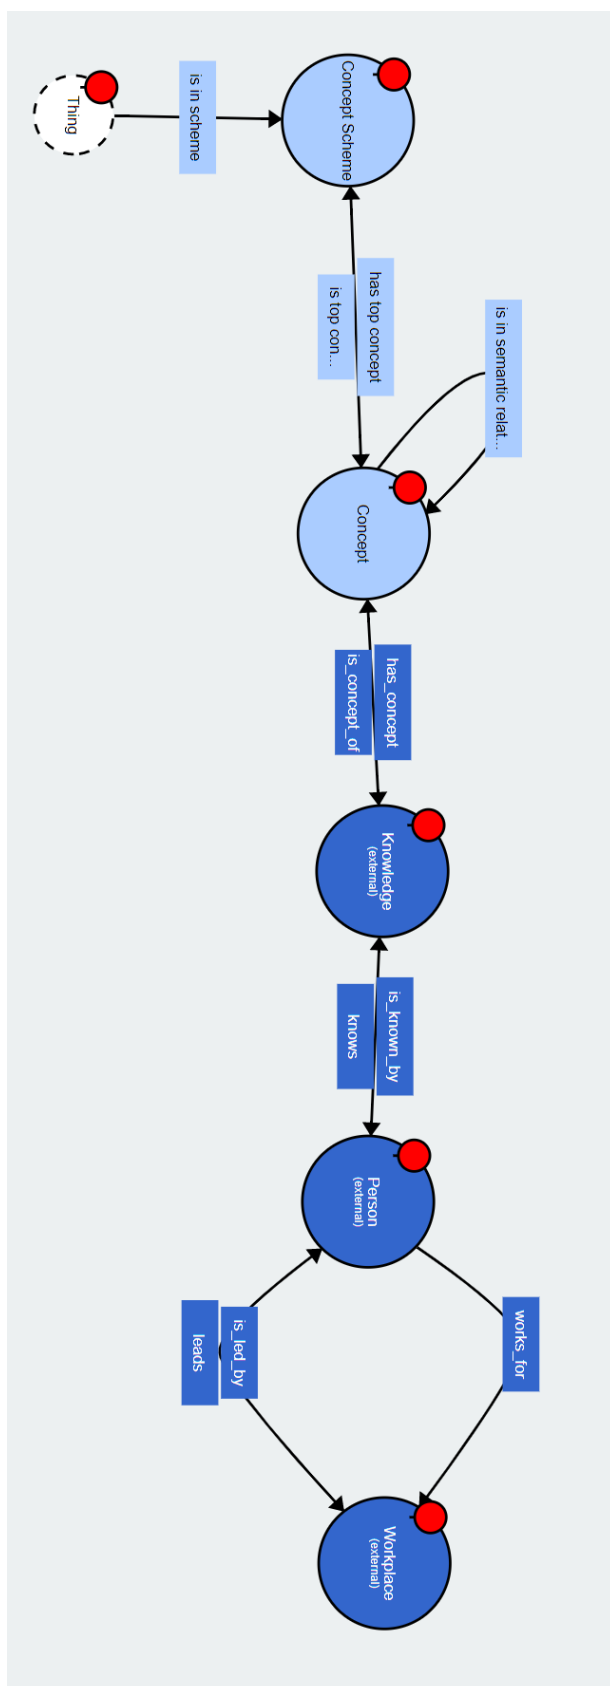 Thing
is in scheme
Concept Scheme
has top concept
is top con...
is in semantic relat...
Concept
has_concept
is_concept_of
Knowledge
(external)
is_known_by
knows
Person
(external)
works_for
is_led_by
leads
Workplace
(external)